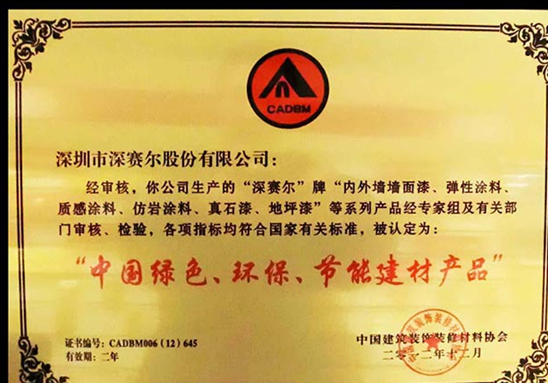 CADBM
深圳市深赛尔股份有限公司：
经审核，你公司生产的“深赛尔”牌“内外墙墙面漆、弹性涂料、
质感涂料、仿岩涂料、真石漆、地坪漆”等系列产品经专家组及有关部
门审核、检验，各项指标均符合国家有关标准，被认定为：
“中国绿色、环保、节能建材产品”
证书编号：CADBM006（12）645
有效期：二年
中国建筑装饰装修材料协会
二〇一二年十二月